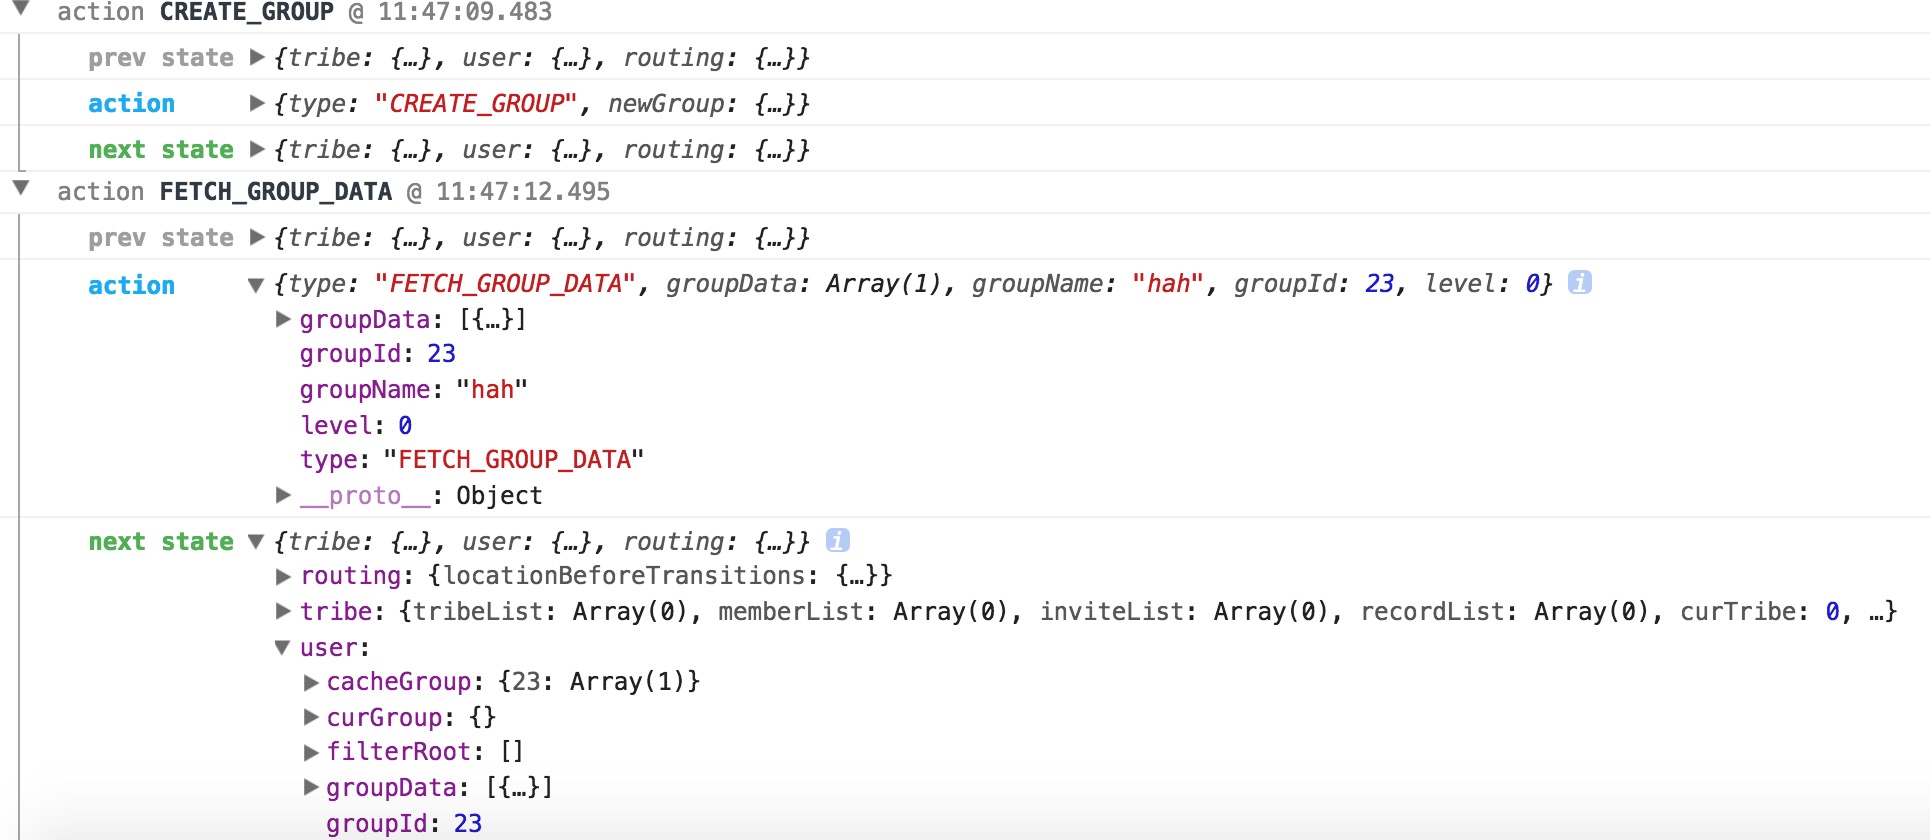 action CREATE_GROUP @ 11:47:09.483
prev state {tribe: {…}, user: {…}, routing: {…}}
action {type: "CREATE_GROUP", newGroup: {…}}
next state {tribe: {…}, user: {…}, routing: {…}}
action FETCH_GROUP_DATA @ 11:47:12.495
prev state {tribe: {…}, user: {…}, routing: {…}}
action {type: "FETCH_GROUP_DATA", groupData: Array(1), groupName: "hah", groupId: 23, level: 0} i
groupData: [{…}]
groupId: 23
groupName: "hah"
level: 0
type: "FETCH_GROUP_DATA"
__proto__: Object
next state {tribe: {…}, user: {…}, routing: {…}} i
routing: {locationBeforeTransitions: {…}}
tribe: {tribeList: Array(0), memberList: Array(0), inviteList: Array(0), recordList: Array(0), curTribe: 0, …}
user:
cacheGroup: {23: Array(1)}
curGroup: {}
filterRoot: []
groupData: [{…}]
groupId: 23